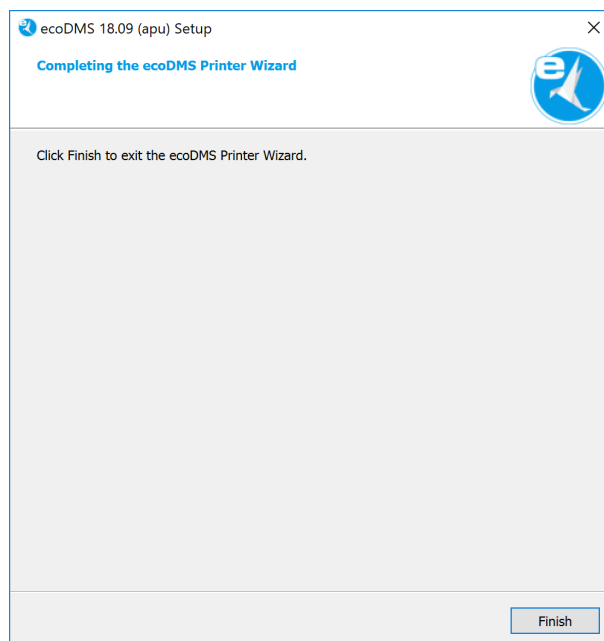 ecoDMS 18.09 (apu) Setup
Completing the ecoDMS Printer Wizard
e
Click Finish to exit the ecoDMS Printer Wizard.
Finish